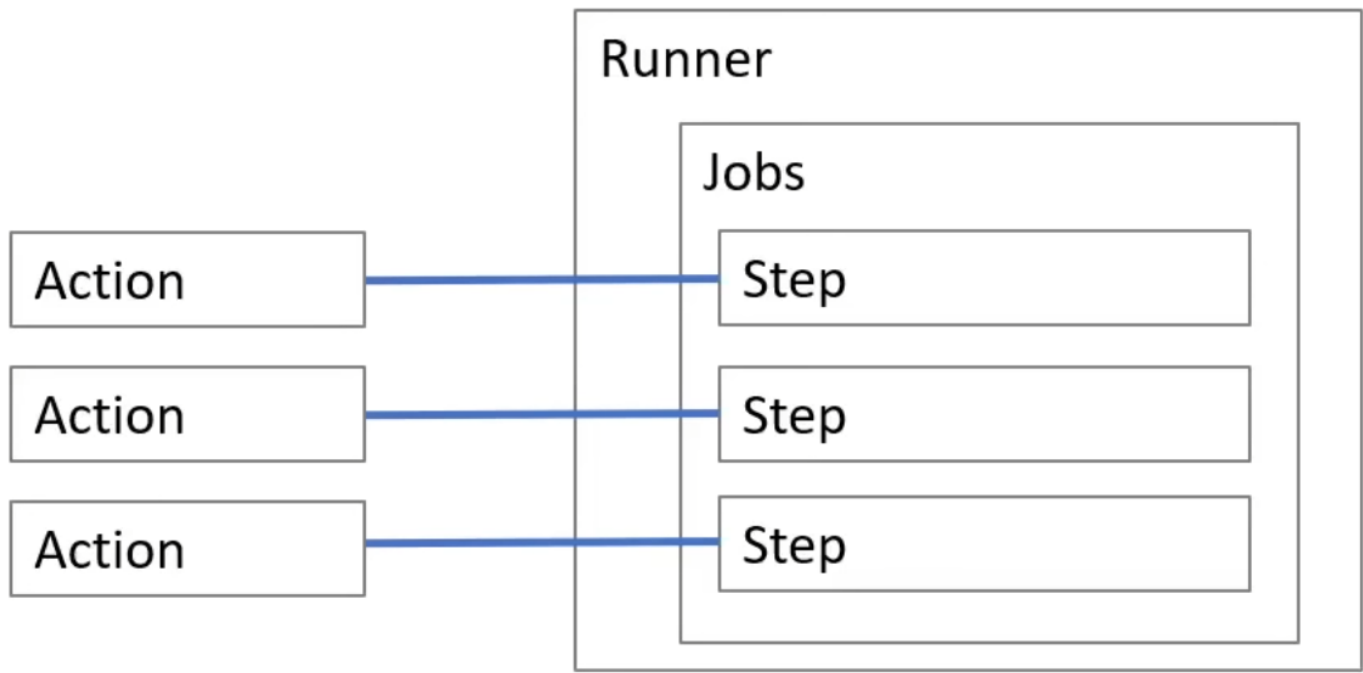 Runner
Jobs
Action
Step
Action
Step
Action
Step